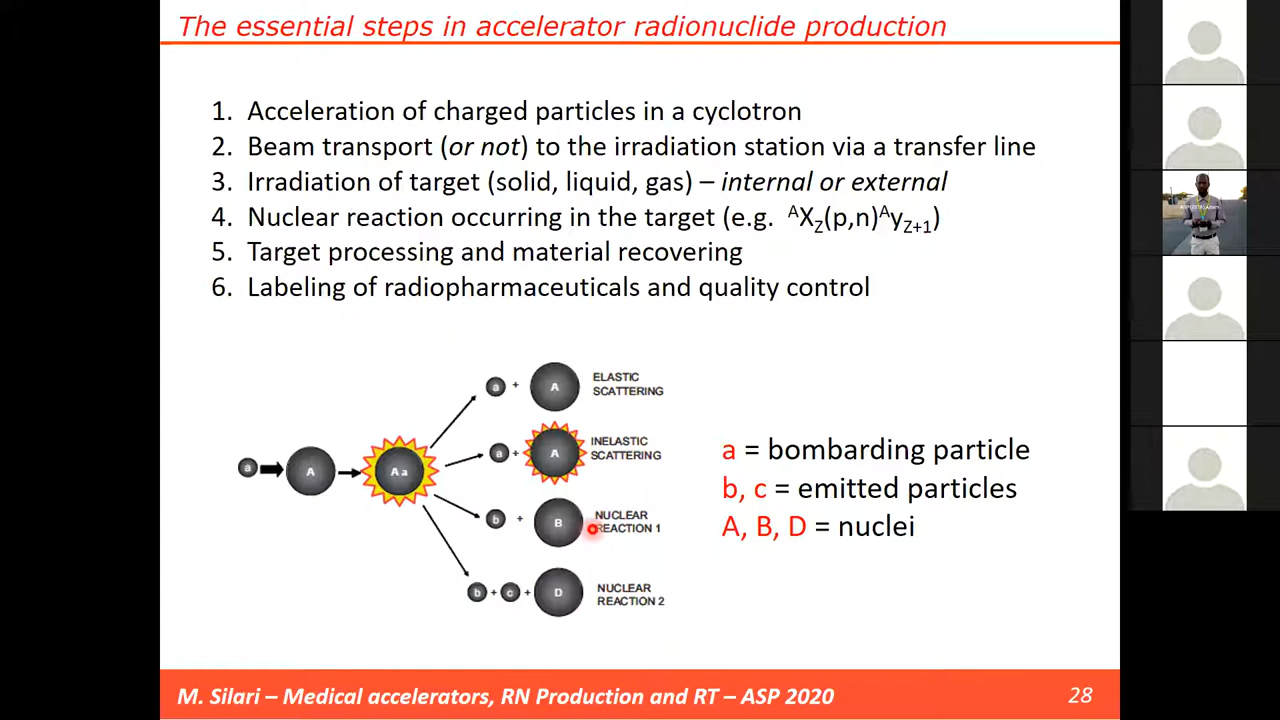 The essential steps in accelerator radionuclide production
1. Acceleration of charged particles in a cyclotron
2. Beam transport (or not) to the irradiation station via a transfer line
3. Irradiation of target (solid, liquid, gas) – internal or external
4. Nuclear reaction occurring in the target (e.g. ᴬX_Z(p,n)ᴬy_Z+1)
5. Target processing and material recovering
6. Labeling of radiopharmaceuticals and quality control
a + A
ELASTIC
SCATTERING
a + A
INELASTIC
SCATTERING
a A A a
b + B
NUCLEAR
REACTION 1
b + c + D
NUCLEAR
REACTION 2
a = bombarding particle
b, c = emitted particles
A, B, D = nuclei
M. Silari – Medical accelerators, RN Production and RT – ASP 2020
28